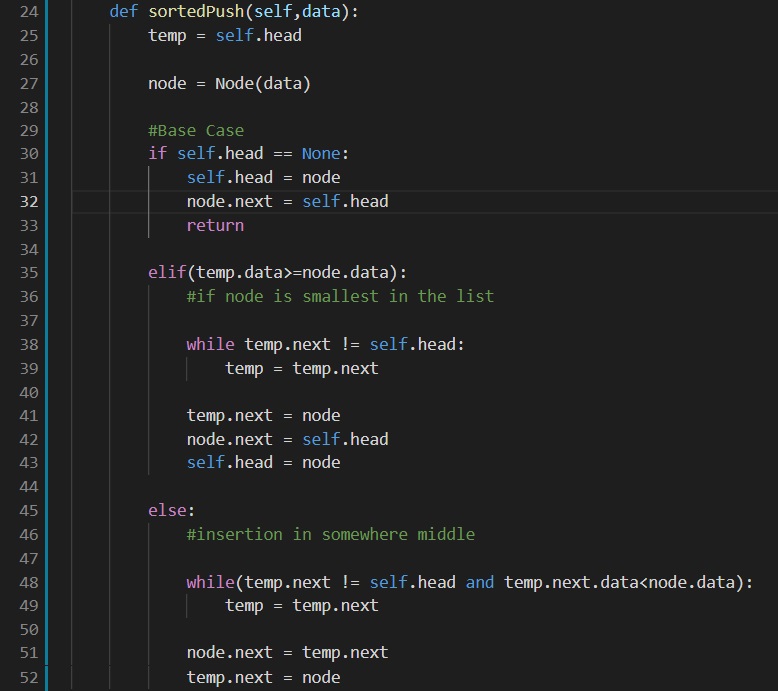 24 def sortedPush(self,data):
25 temp = self.head
26
27 node = Node(data)
28
29 #Base Case
30 if self.head == None:
31 self.head = node
32 node.next = self.head
33 return
34
35 elif(temp.data>=node.data):
36 #if node is smallest in the list
37
38 while temp.next != self.head:
39 temp = temp.next
40
41 temp.next = node
42 node.next = self.head
43 self.head = node
44
45 else:
46 #insertion in somewhere middle
47
48 while(temp.next != self.head and temp.next.data<node.data):
49 temp = temp.next
50
51 node.next = temp.next
52 temp.next = node